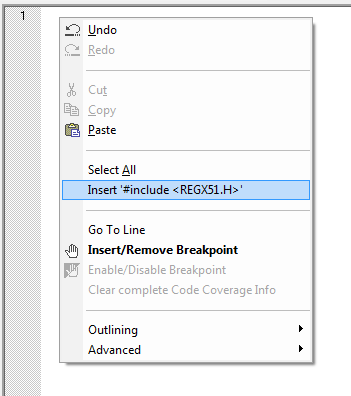 1
Undo
Redo
Cut
Copy
Paste
Select All
Insert '#include <REGX51.H>'
Go To Line
Insert/Remove Breakpoint
Enable/Disable Breakpoint
Clear complete Code Coverage Info
Outlining
Advanced